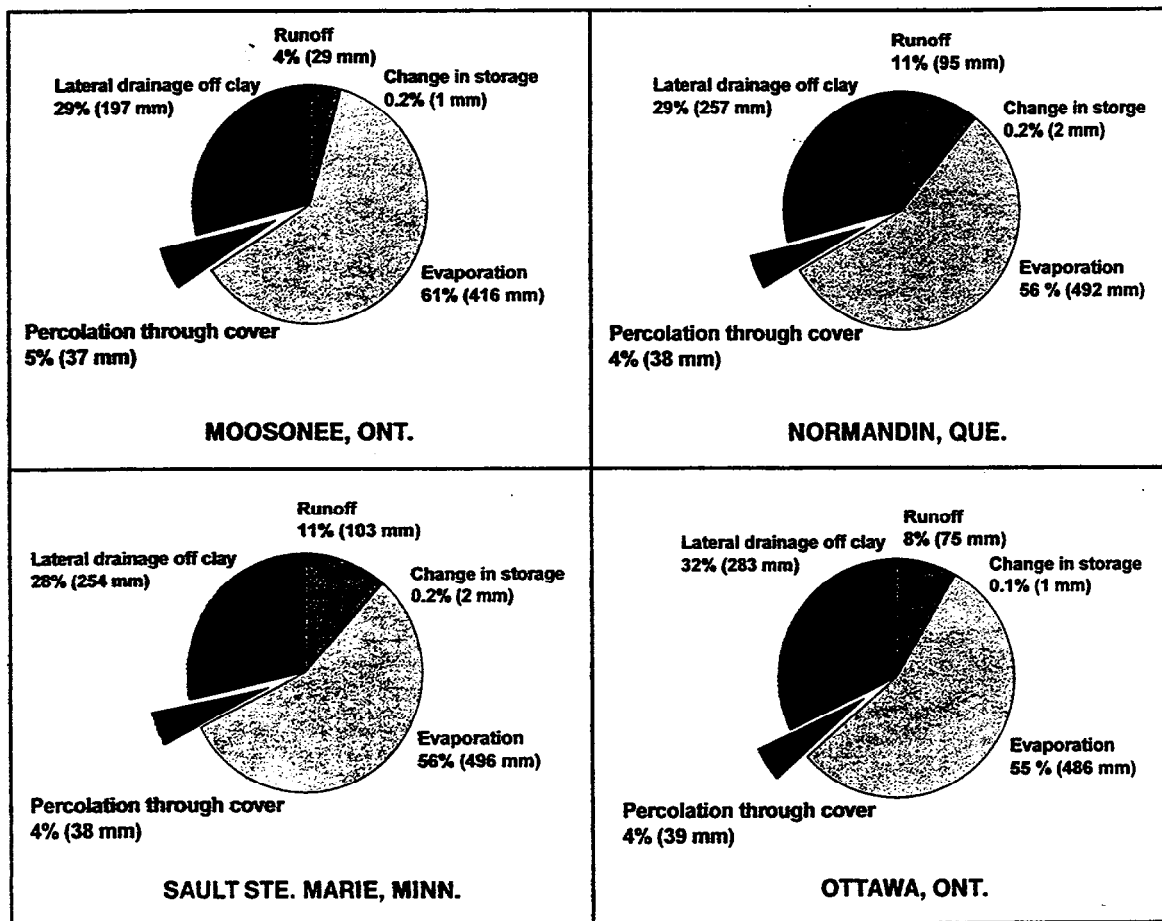 Runoff
4% (29 mm)
Lateral drainage off clay
29% (197 mm)
Change in storage
0.2% (1 mm)
Evaporation
61% (416 mm)
Percolation through cover
5% (37 mm)
MOOSONEE, ONT.
Runoff
11% (95 mm)
Lateral drainage off clay
29% (257 mm)
Change in storge
0.2% (2 mm)
Evaporation
56 % (492 mm)
Percolation through cover
4% (38 mm)
NORMANDIN, QUE.
Runoff
11% (103 mm)
Lateral drainage off clay
28% (254 mm)
Change in storage
0.2% (2 mm)
Evaporation
56% (496 mm)
Percolation through cover
4% (38 mm)
SAULT STE. MARIE, MINN.
Runoff
8% (75 mm)
Lateral drainage off clay
32% (283 mm)
Change in storage
0.1% (1 mm)
Evaporation
55 % (486 mm)
Percolation through cover
4% (39 mm)
OTTAWA, ONT.